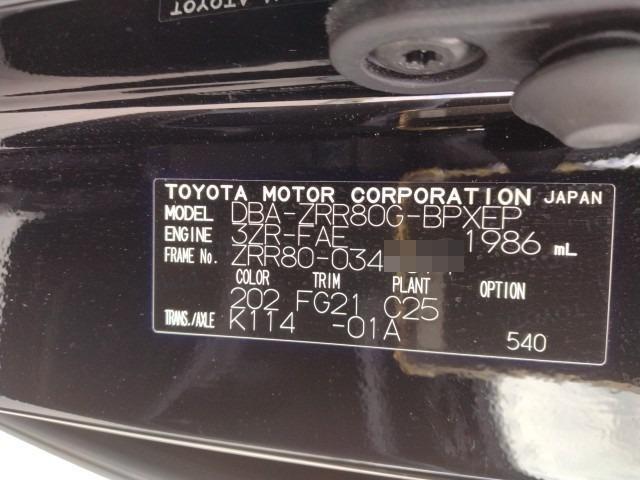 TOYOTA MOTOR CORPORATION JAPAN
MODEL DBA-ZRR80G-BPXEP
ENGINE 3ZR-FAE 1986 mL
FRAME No. ZRR80-034
COLOR TRIM PLANT OPTION
202 FG21 C25
TRANS./AXLE K114 -01A 540